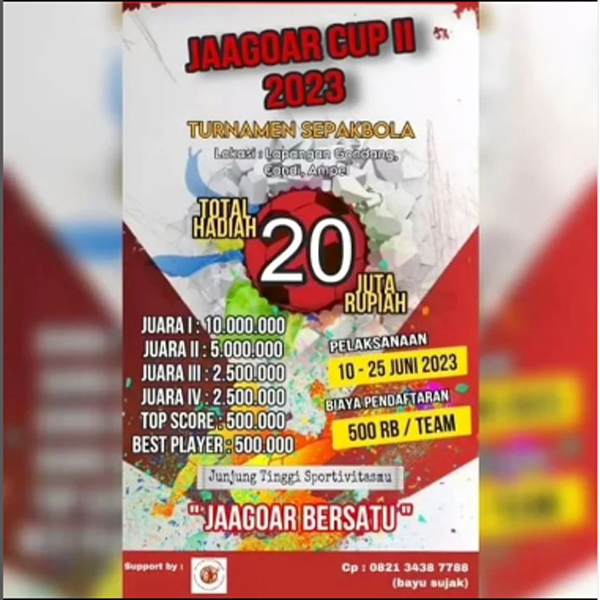 JAAGOAR CUP II
2023
TURNAMEN SEPAKBOLA
Lokasi : Lapangan Gondang,
Candi, Ampel
TOTAL
HADIAH
20
JUTA
RUPIAH
JUARA I : 10.000.000
JUARA II : 5.000.000
JUARA III : 2.500.000
JUARA IV : 2.500.000
TOP SCORE : 500.000
BEST PLAYER : 500.000
PELAKSANAAN
10 - 25 JUNI 2023
BIAYA PENDAFTARAN
500 RB / TEAM
Junjung Tinggi Sportivitasmu
"JAAGOAR BERSATU"
Support by :
Cp : 0821 3438 7788
(bayu sujak)